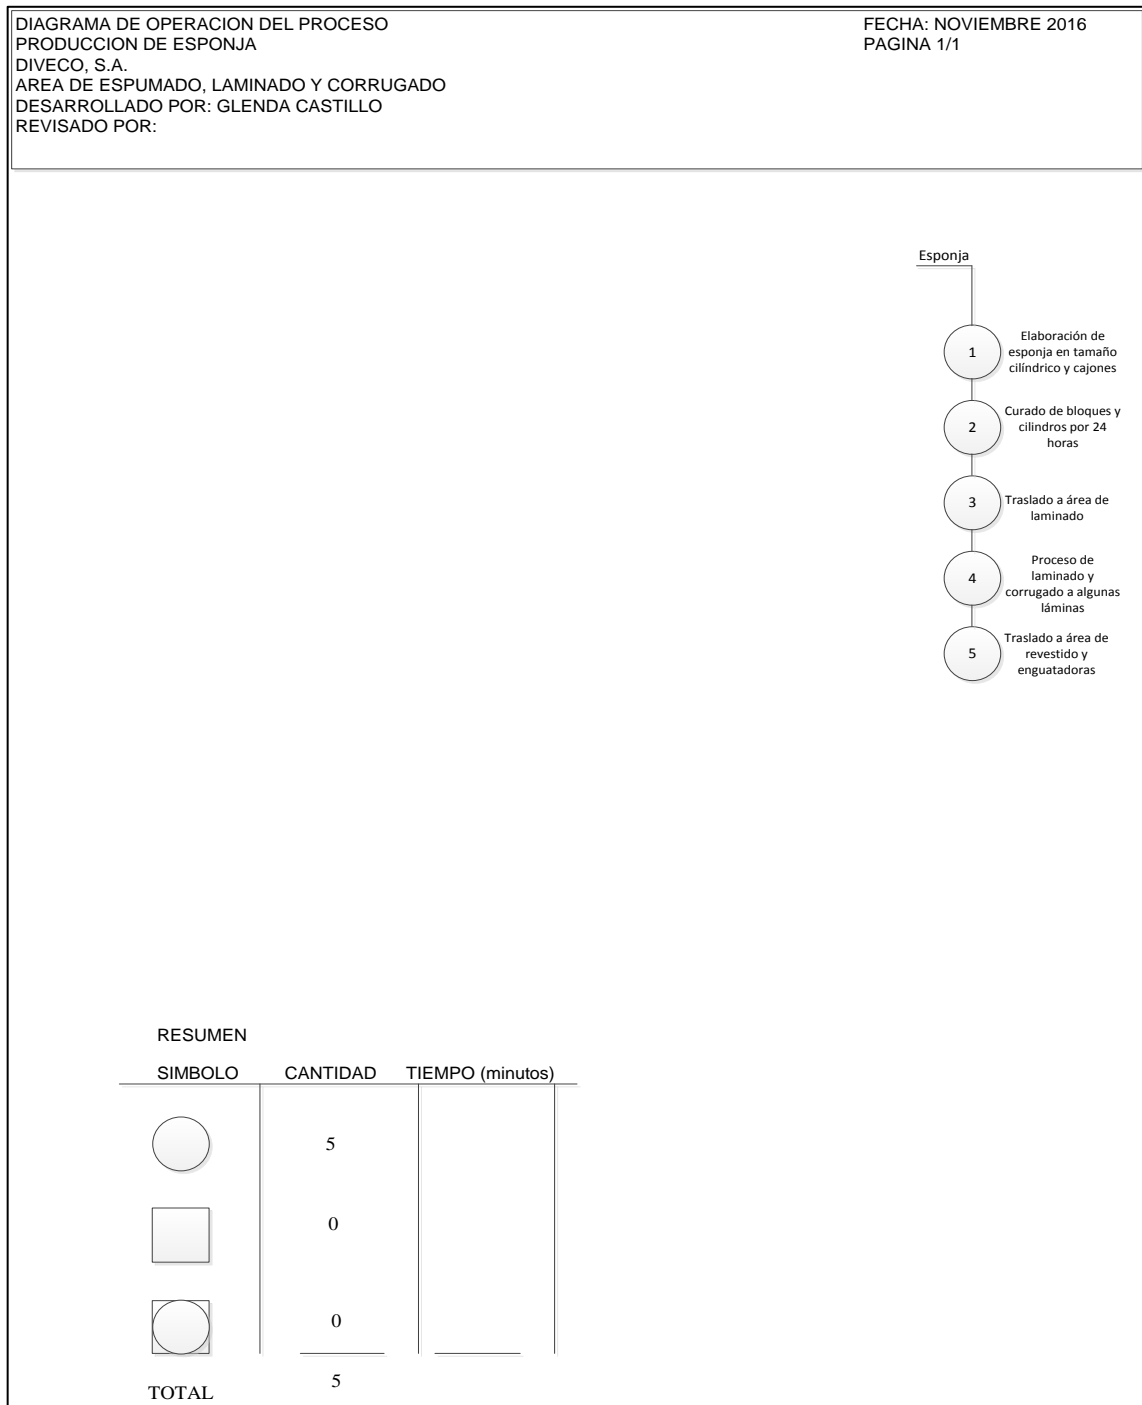 DIAGRAMA DE OPERACION DEL PROCESO
PRODUCCION DE ESPONJA
DIVECO, S.A.
AREA DE ESPUMADO, LAMINADO Y CORRUGADO
DESARROLLADO POR: GLENDA CASTILLO
REVISADO POR:
FECHA: NOVIEMBRE 2016
PAGINA 1/1
Esponja
1
Elaboración de
esponja en tamaño
cilíndrico y cajones
2
Curado de bloques y
cilindros por 24
horas
3
Traslado a área de
laminado
4
Proceso de
laminado y
corrugado a algunas
láminas
5
Traslado a área de
revestido y
enguatadoras
RESUMEN
SIMBOLO CANTIDAD TIEMPO (minutos)
5
0
0
TOTAL 5